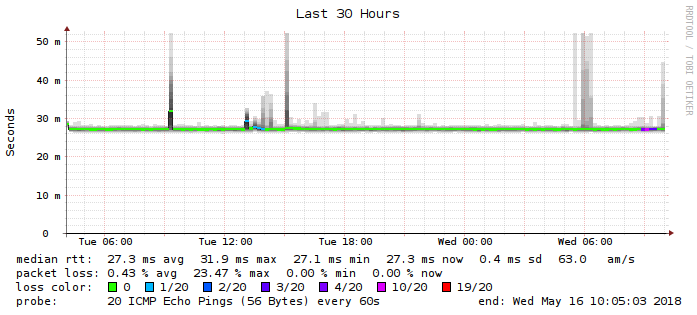 Last 30 Hours
RRDTOOL / TOBI OETIKER
Seconds
50 m
40 m
30 m
20 m
10 m
0
Tue 06:00 Tue 12:00 Tue 18:00 Wed 00:00 Wed 06:00
median rtt: 27.3 ms avg 31.9 ms max 27.1 ms min 27.3 ms now 0.4 ms sd 63.0 am/s
packet loss: 0.43 % avg 23.47 % max 0.00 % min 0.00 % now
loss color: 0 1/20 2/20 3/20 4/20 10/20 19/20
probe: 20 ICMP Echo Pings (56 Bytes) every 60s end: Wed May 16 10:05:03 2018